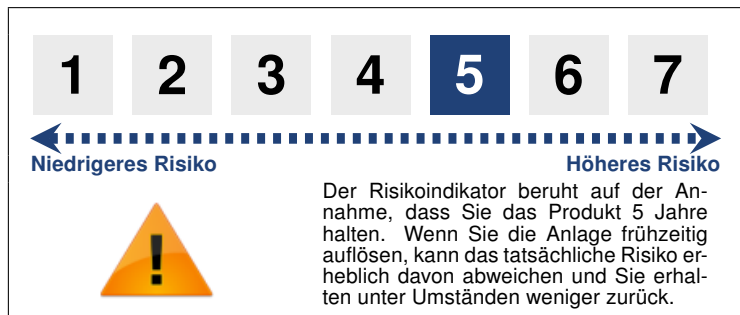 1 2 3 4 5 6 7
Niedrigeres Risiko Höheres Risiko
Der Risikoindikator beruht auf der An-
nahme, dass Sie das Produkt 5 Jahre
halten. Wenn Sie die Anlage frühzeitig
auflösen, kann das tatsächliche Risiko er-
heblich davon abweichen und Sie erhal-
ten unter Umständen weniger zurück.